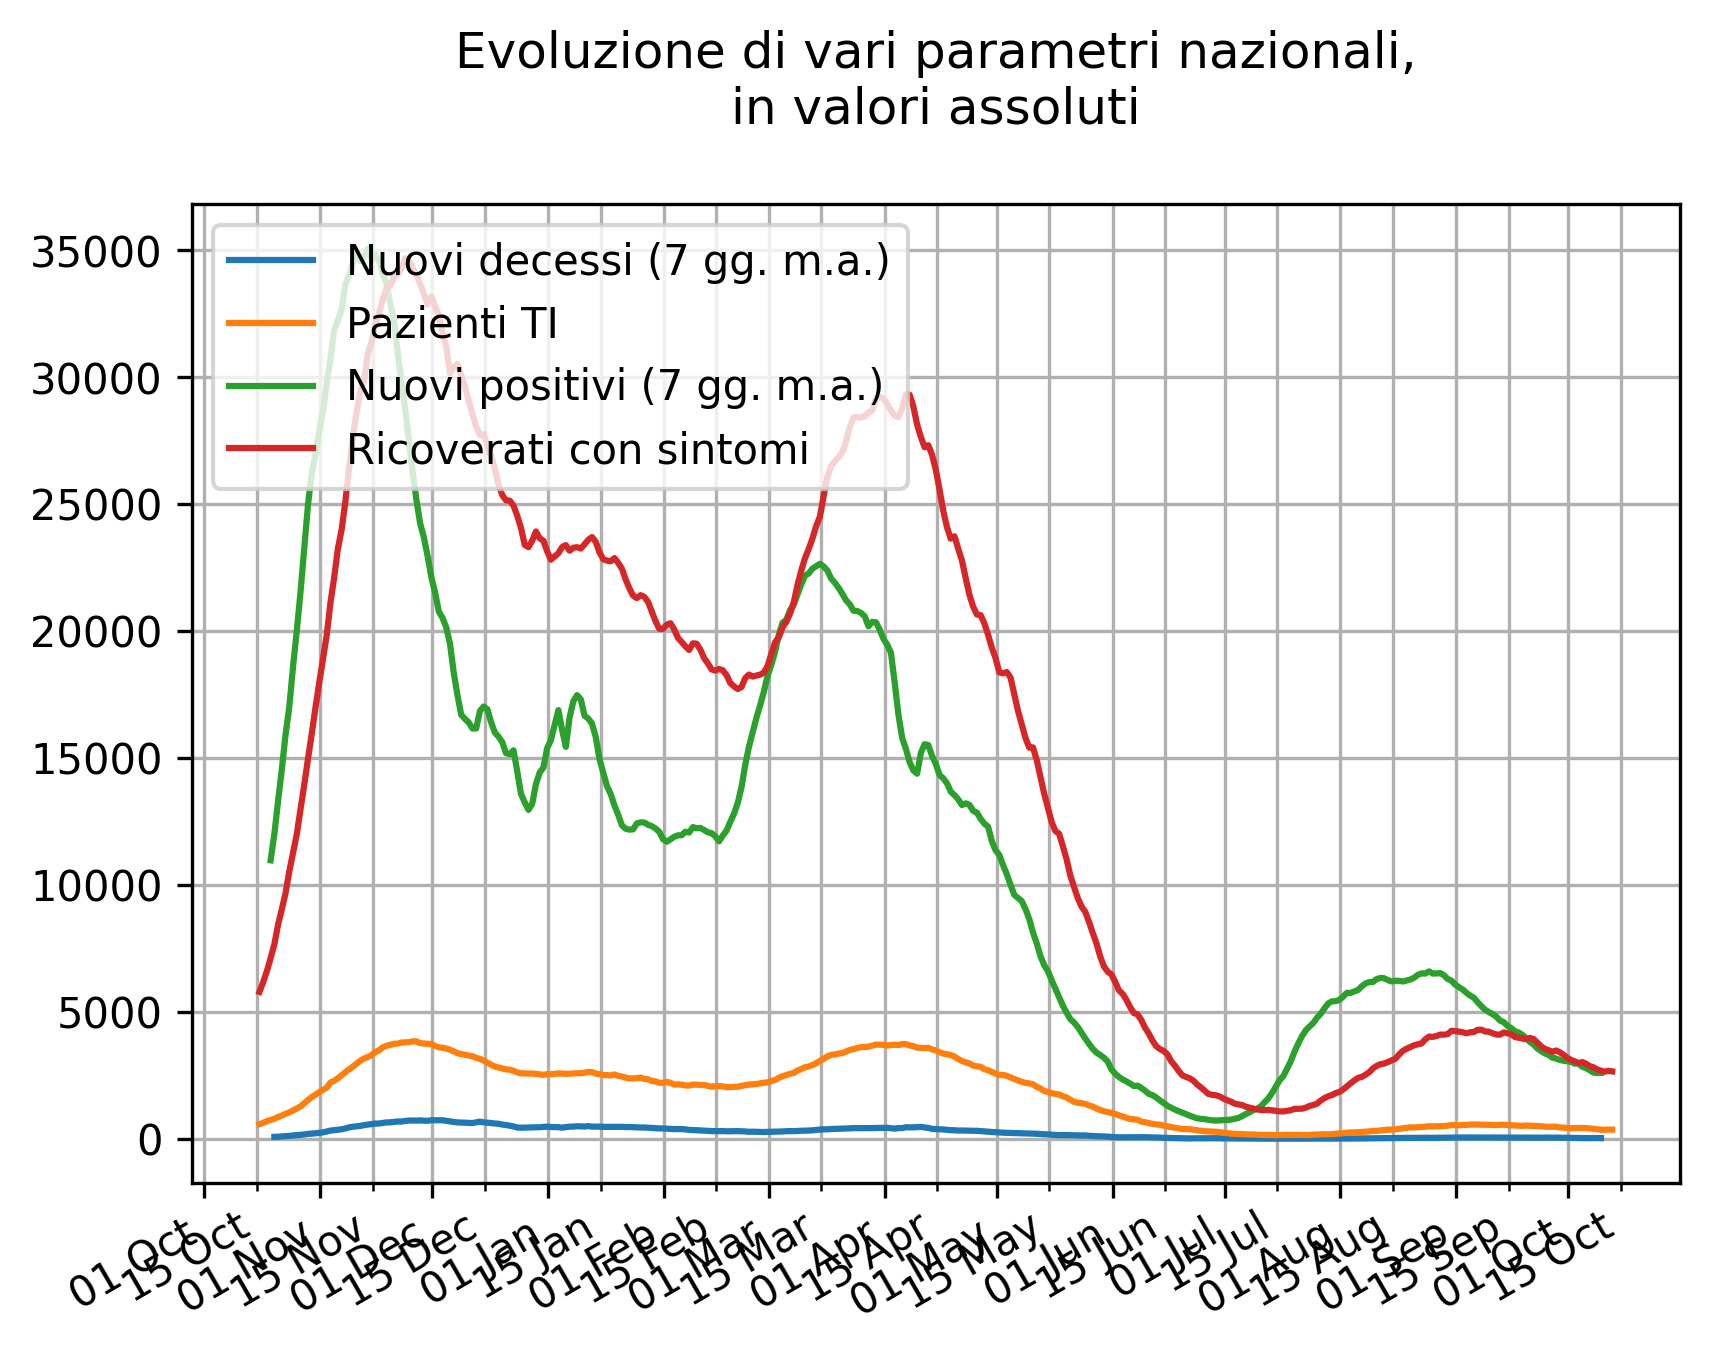 Evoluzione di vari parametri nazionali,
in valori assoluti
Nuovi decessi (7 gg. m.a.)
Pazienti TI
Nuovi positivi (7 gg. m.a.)
Ricoverati con sintomi
35000
30000
25000
20000
15000
10000
5000
0
01 Oct
15 Oct
01 Nov
15 Nov
01 Dec
15 Dec
01 Jan
15 Jan
01 Feb
15 Feb
01 Mar
15 Mar
01 Apr
15 Apr
01 May
15 May
01 Jun
15 Jun
01 Jul
15 Jul
01 Aug
15 Aug
01 Sep
15 Sep
01 Oct
15 Oct